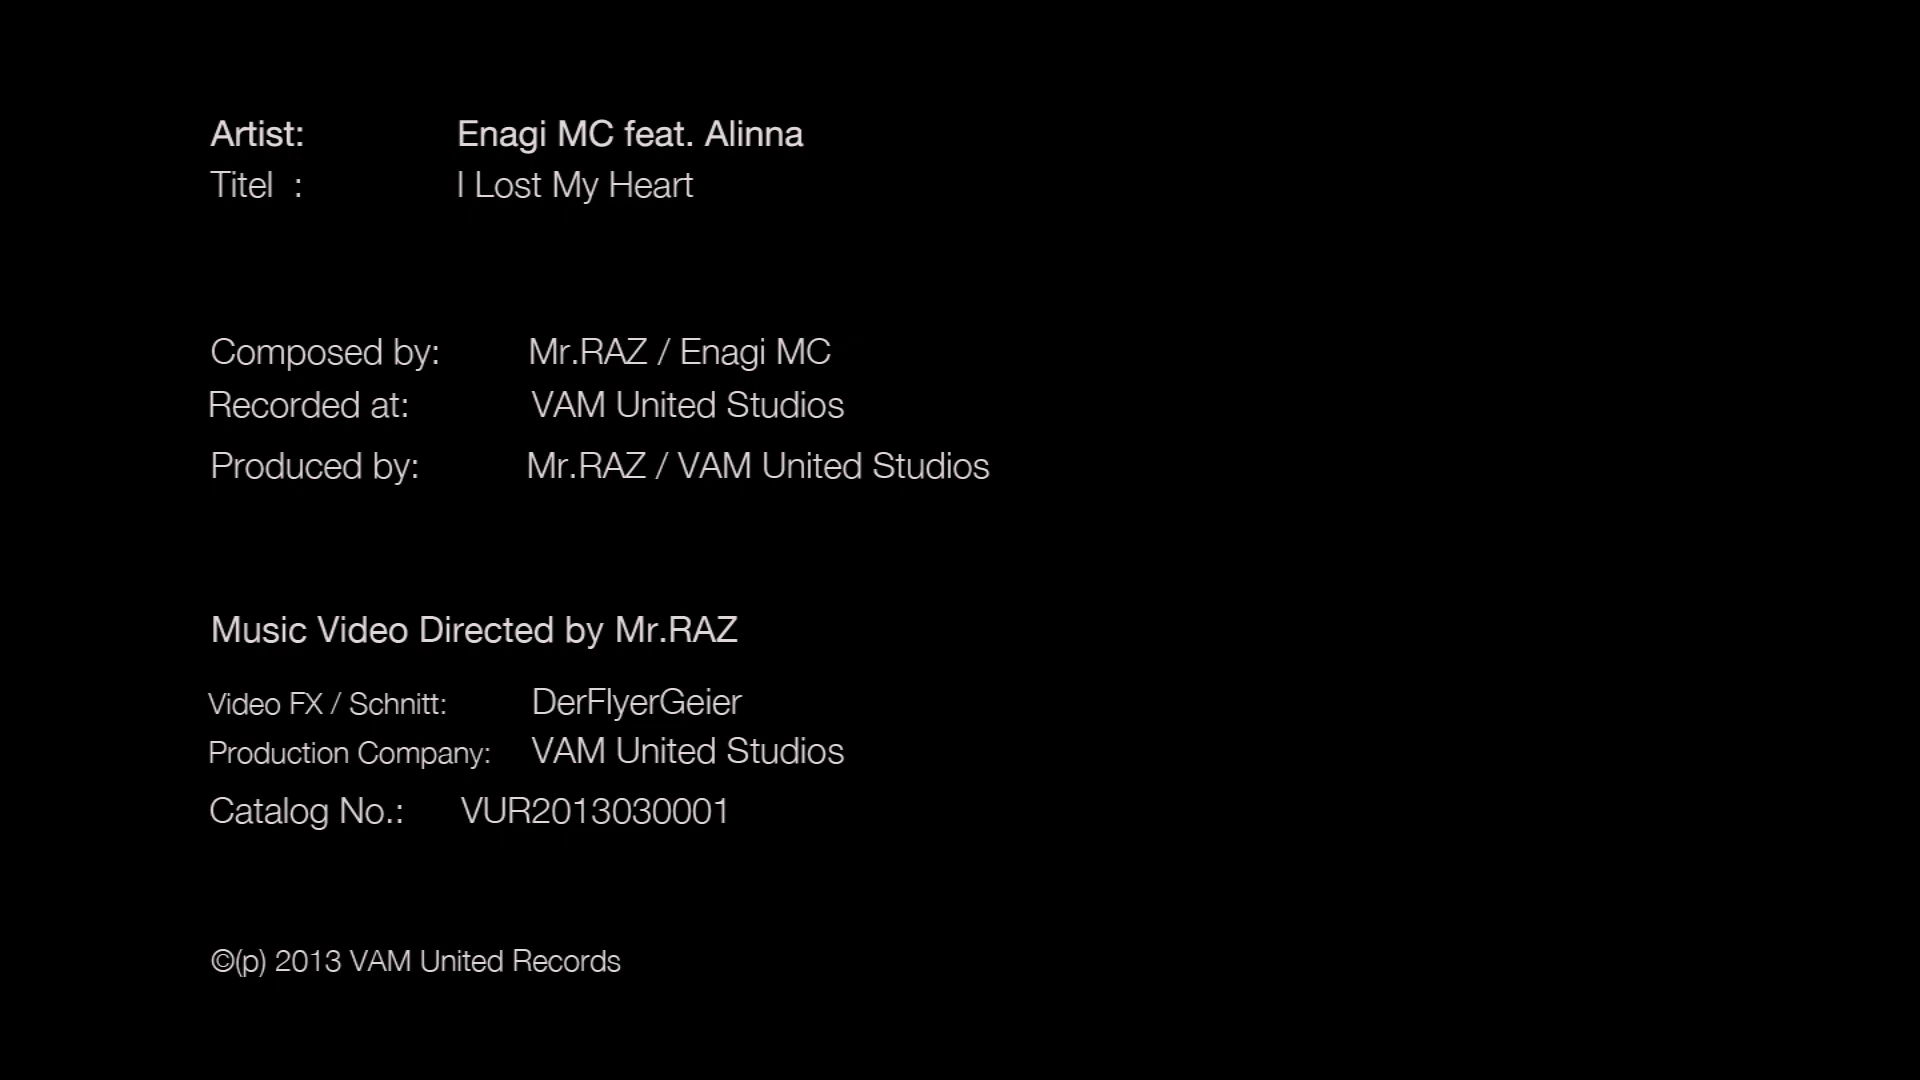 Artist: Enagi MC feat. Alinna
Titel : I Lost My Heart
Composed by: Mr.RAZ / Enagi MC
Recorded at: VAM United Studios
Produced by: Mr.RAZ / VAM United Studios
Music Video Directed by Mr.RAZ
Video FX / Schnitt: DerFlyerGeier
Production Company: VAM United Studios
Catalog No.: VUR2013030001
©(p) 2013 VAM United Records